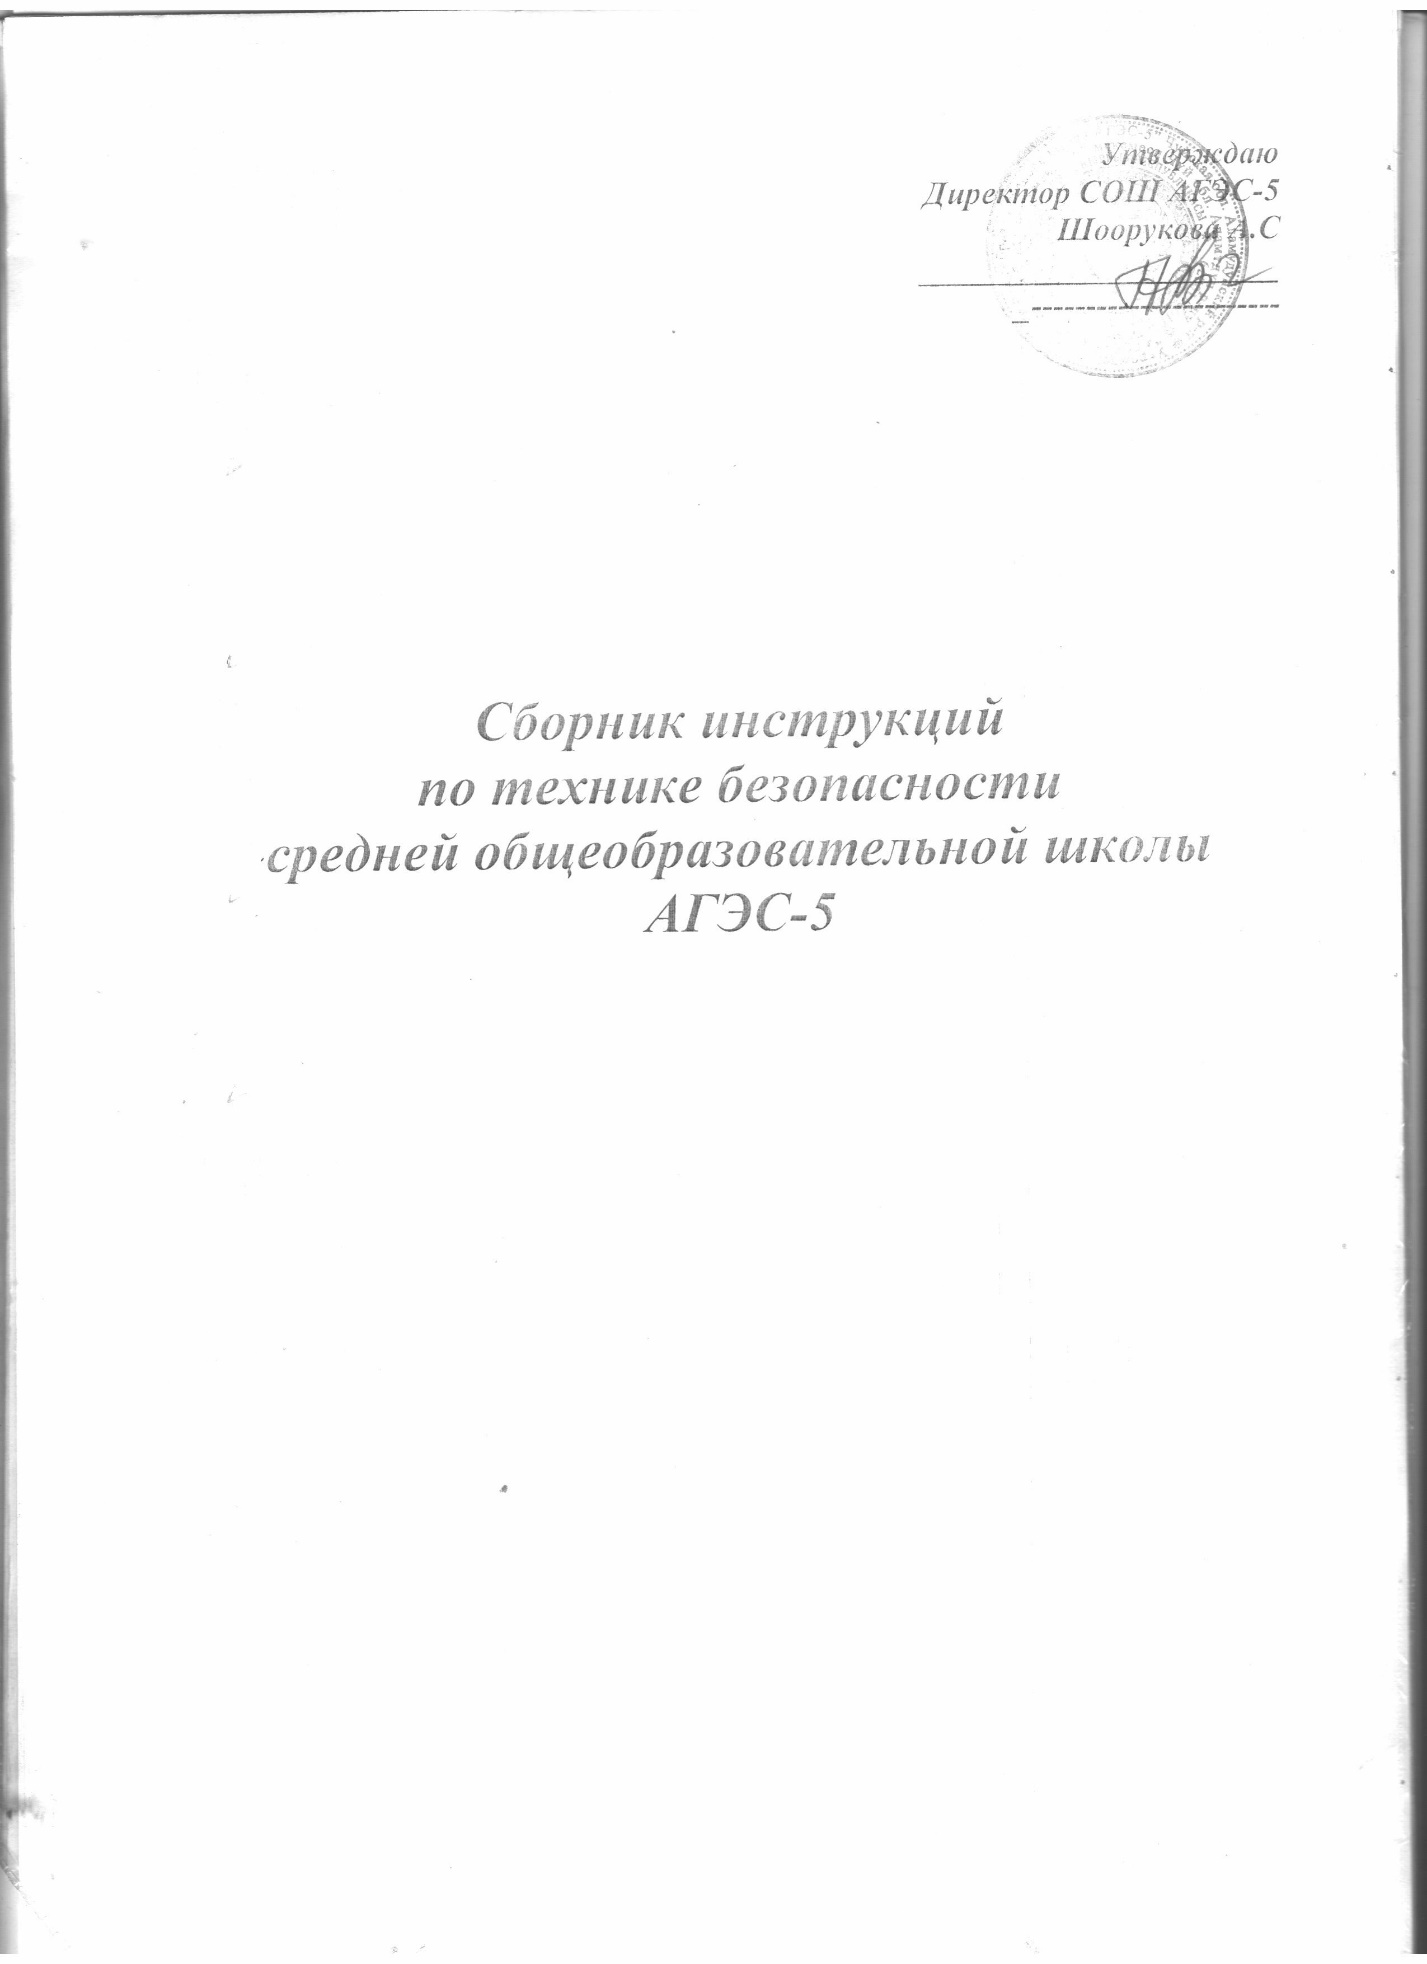 Утверждаю
Директор СОШ АГЭС-5
Шоорукова А.С
Сборник инструкций
по технике безопасности
средней общеобразовательной школы
АГЭС-5